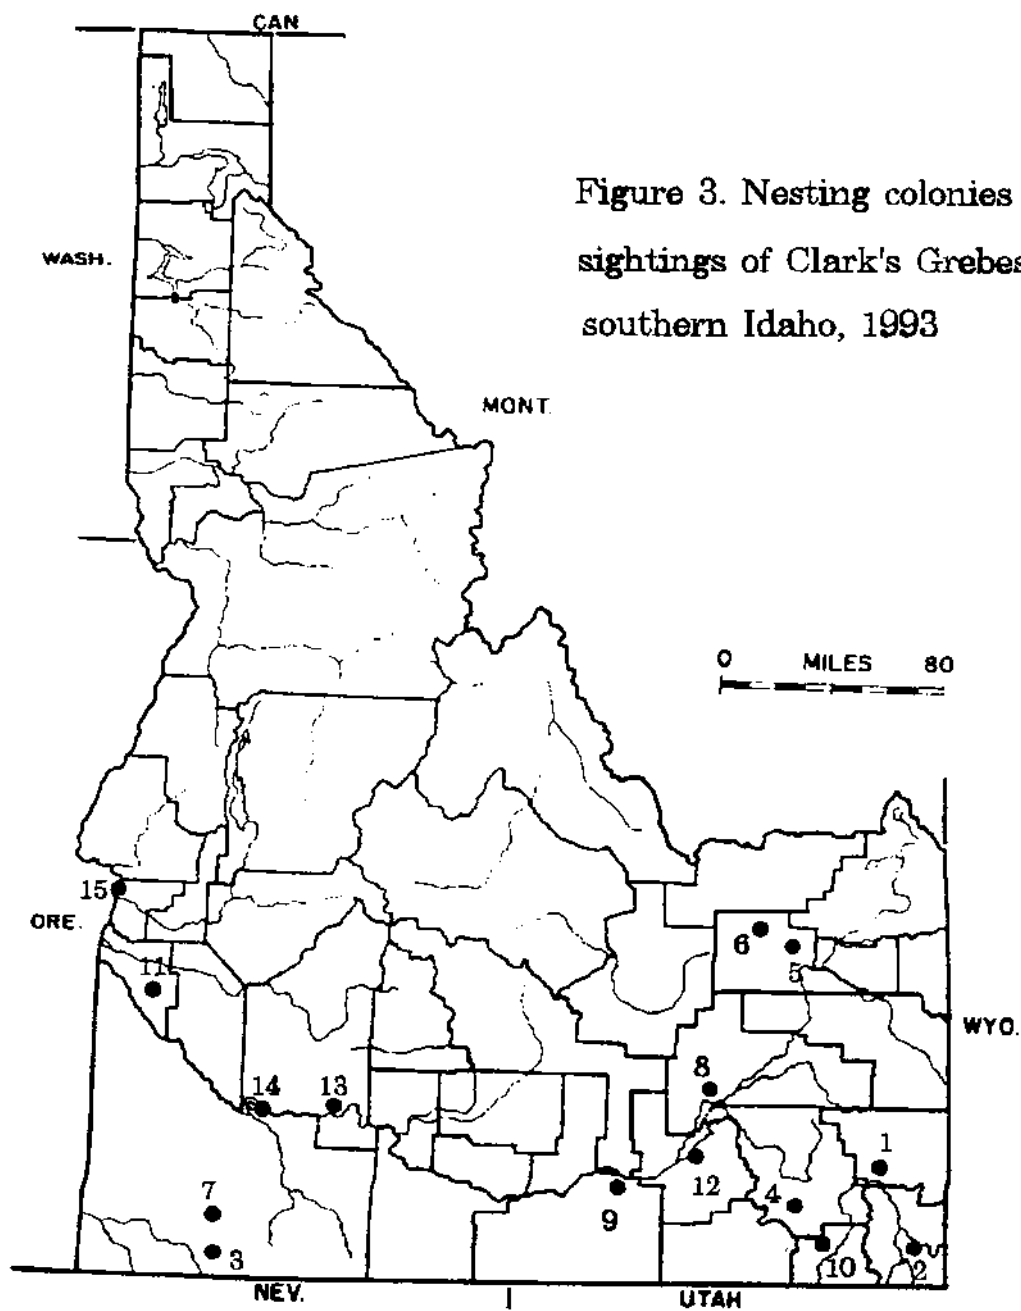 CAN
Figure 3. Nesting colonies
WASH.
sightings of Clark's Grebes
southern Idaho, 1993
MONT.
0 MILES 80
15
ORE.
6
5
11
WYO.
8
14 13
1
12
7
4
9
3
10 2
NEV.
UTAH